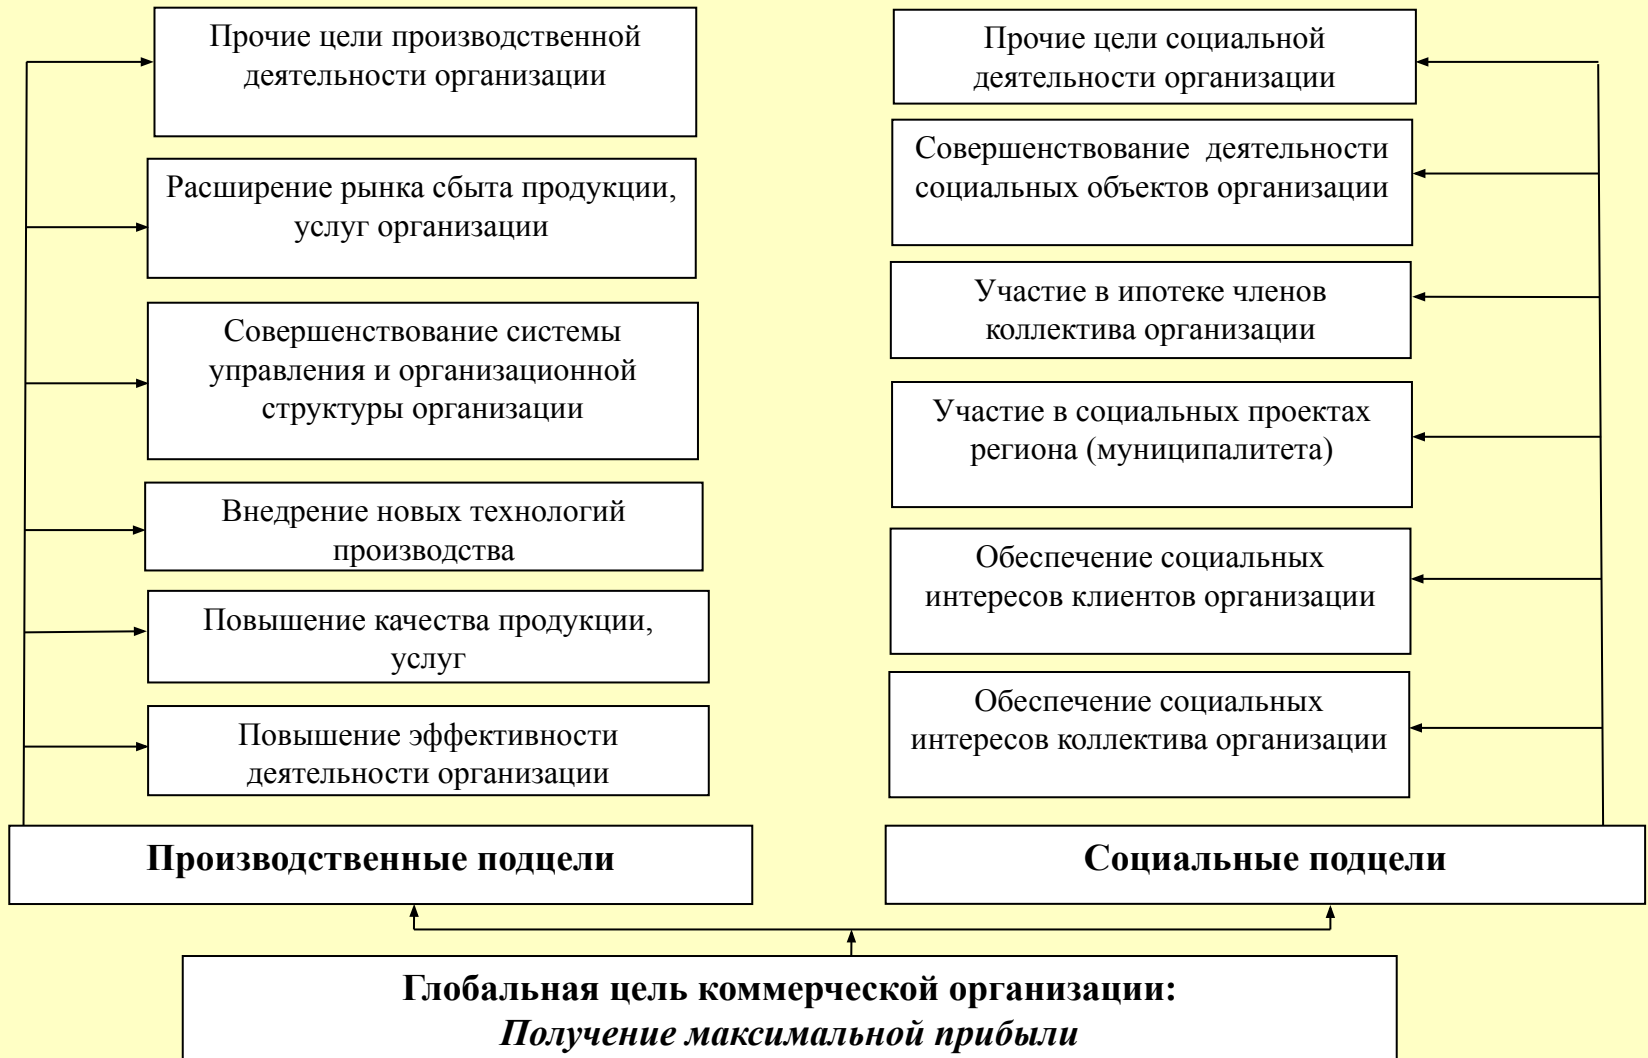 Прочие цели производственной
деятельности организации
Расширение рынка сбыта продукции,
услуг организации
Совершенствование системы
управления и организационной
структуры организации
Внедрение новых технологий
производства
Повышение качества продукции,
услуг
Повышение эффективности
деятельности организации
Производственные подцели
Прочие цели социальной
деятельности организации
Совершенствование деятельности
социальных объектов организации
Участие в ипотеке членов
коллектива организации
Участие в социальных проектах
региона (муниципалитета)
Обеспечение социальных
интересов клиентов организации
Обеспечение социальных
интересов коллектива организации
Социальные подцели
Глобальная цель коммерческой организации:
Получение максимальной прибыли